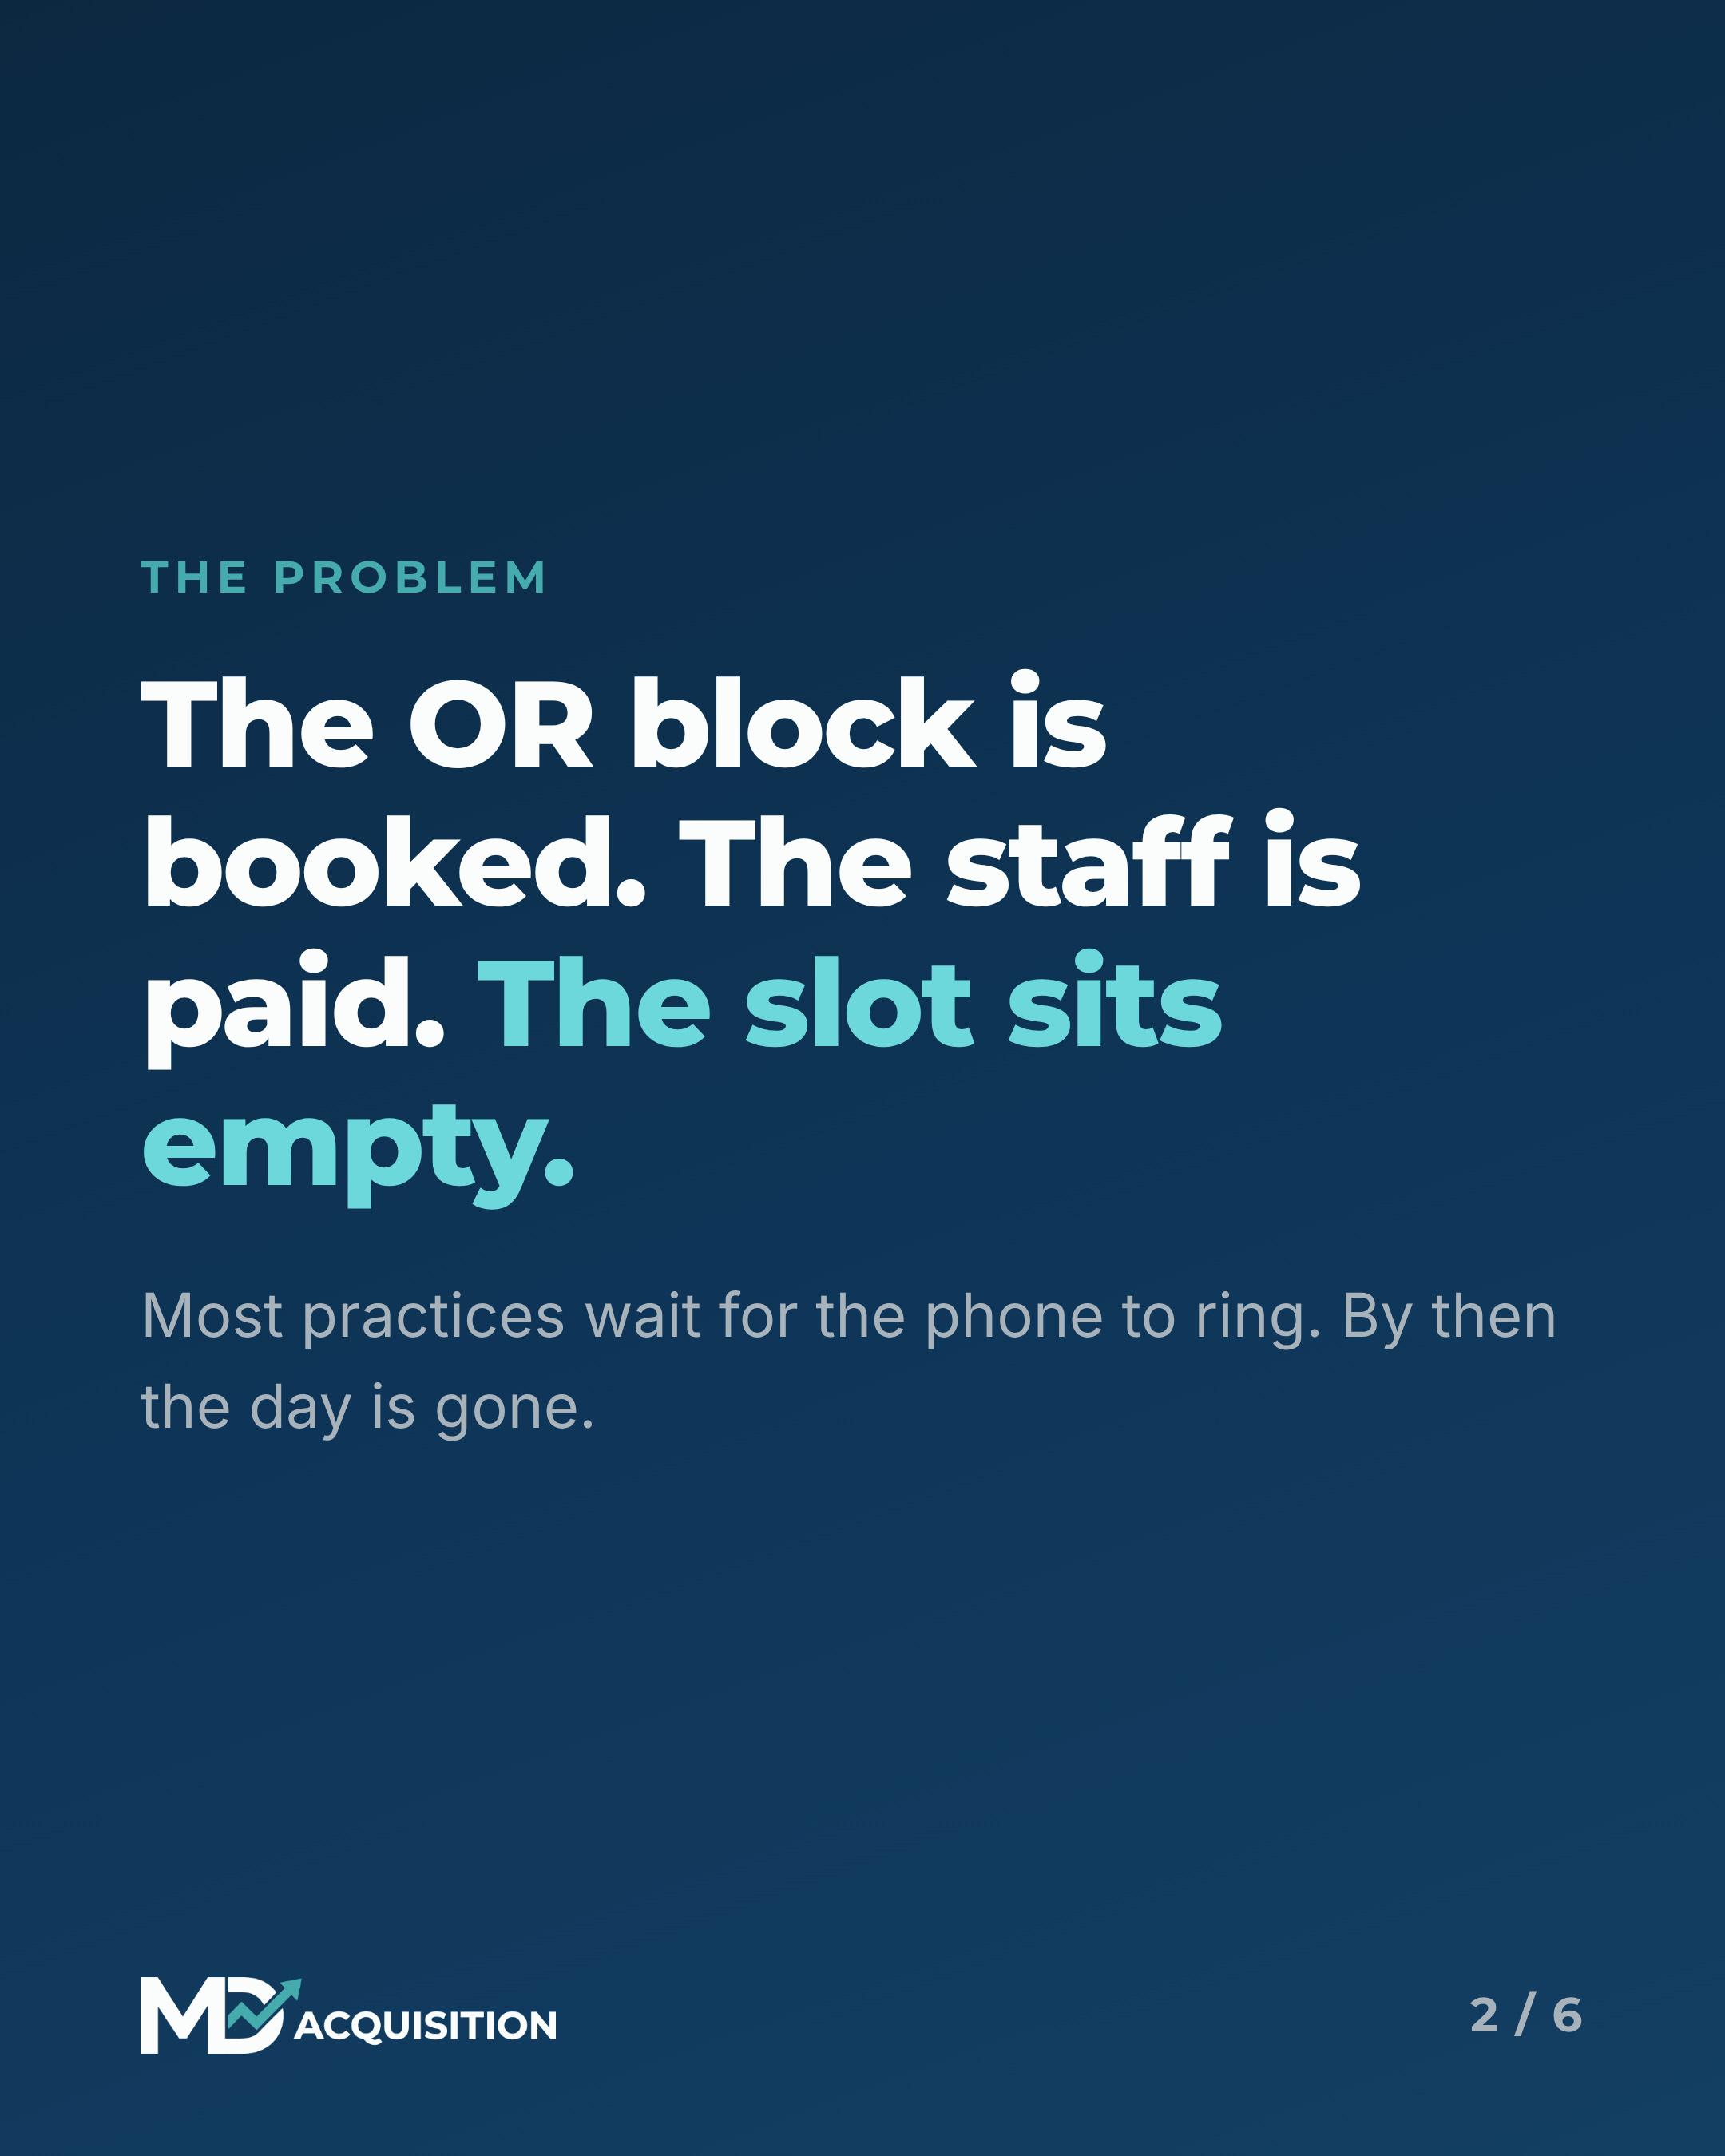 THE PROBLEM
The OR block is
booked. The staff is
paid. The slot sits
empty.
Most practices wait for the phone to ring. By then
the day is gone.
MD ACQUISITION
2 / 6